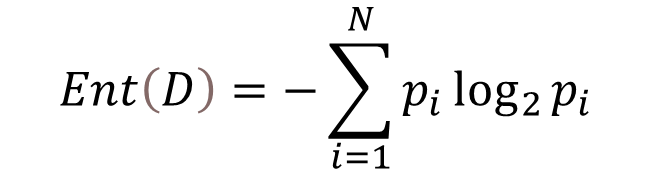 Ent(D) = − ∑_{i=1}^{N} p_i log_2 p_i